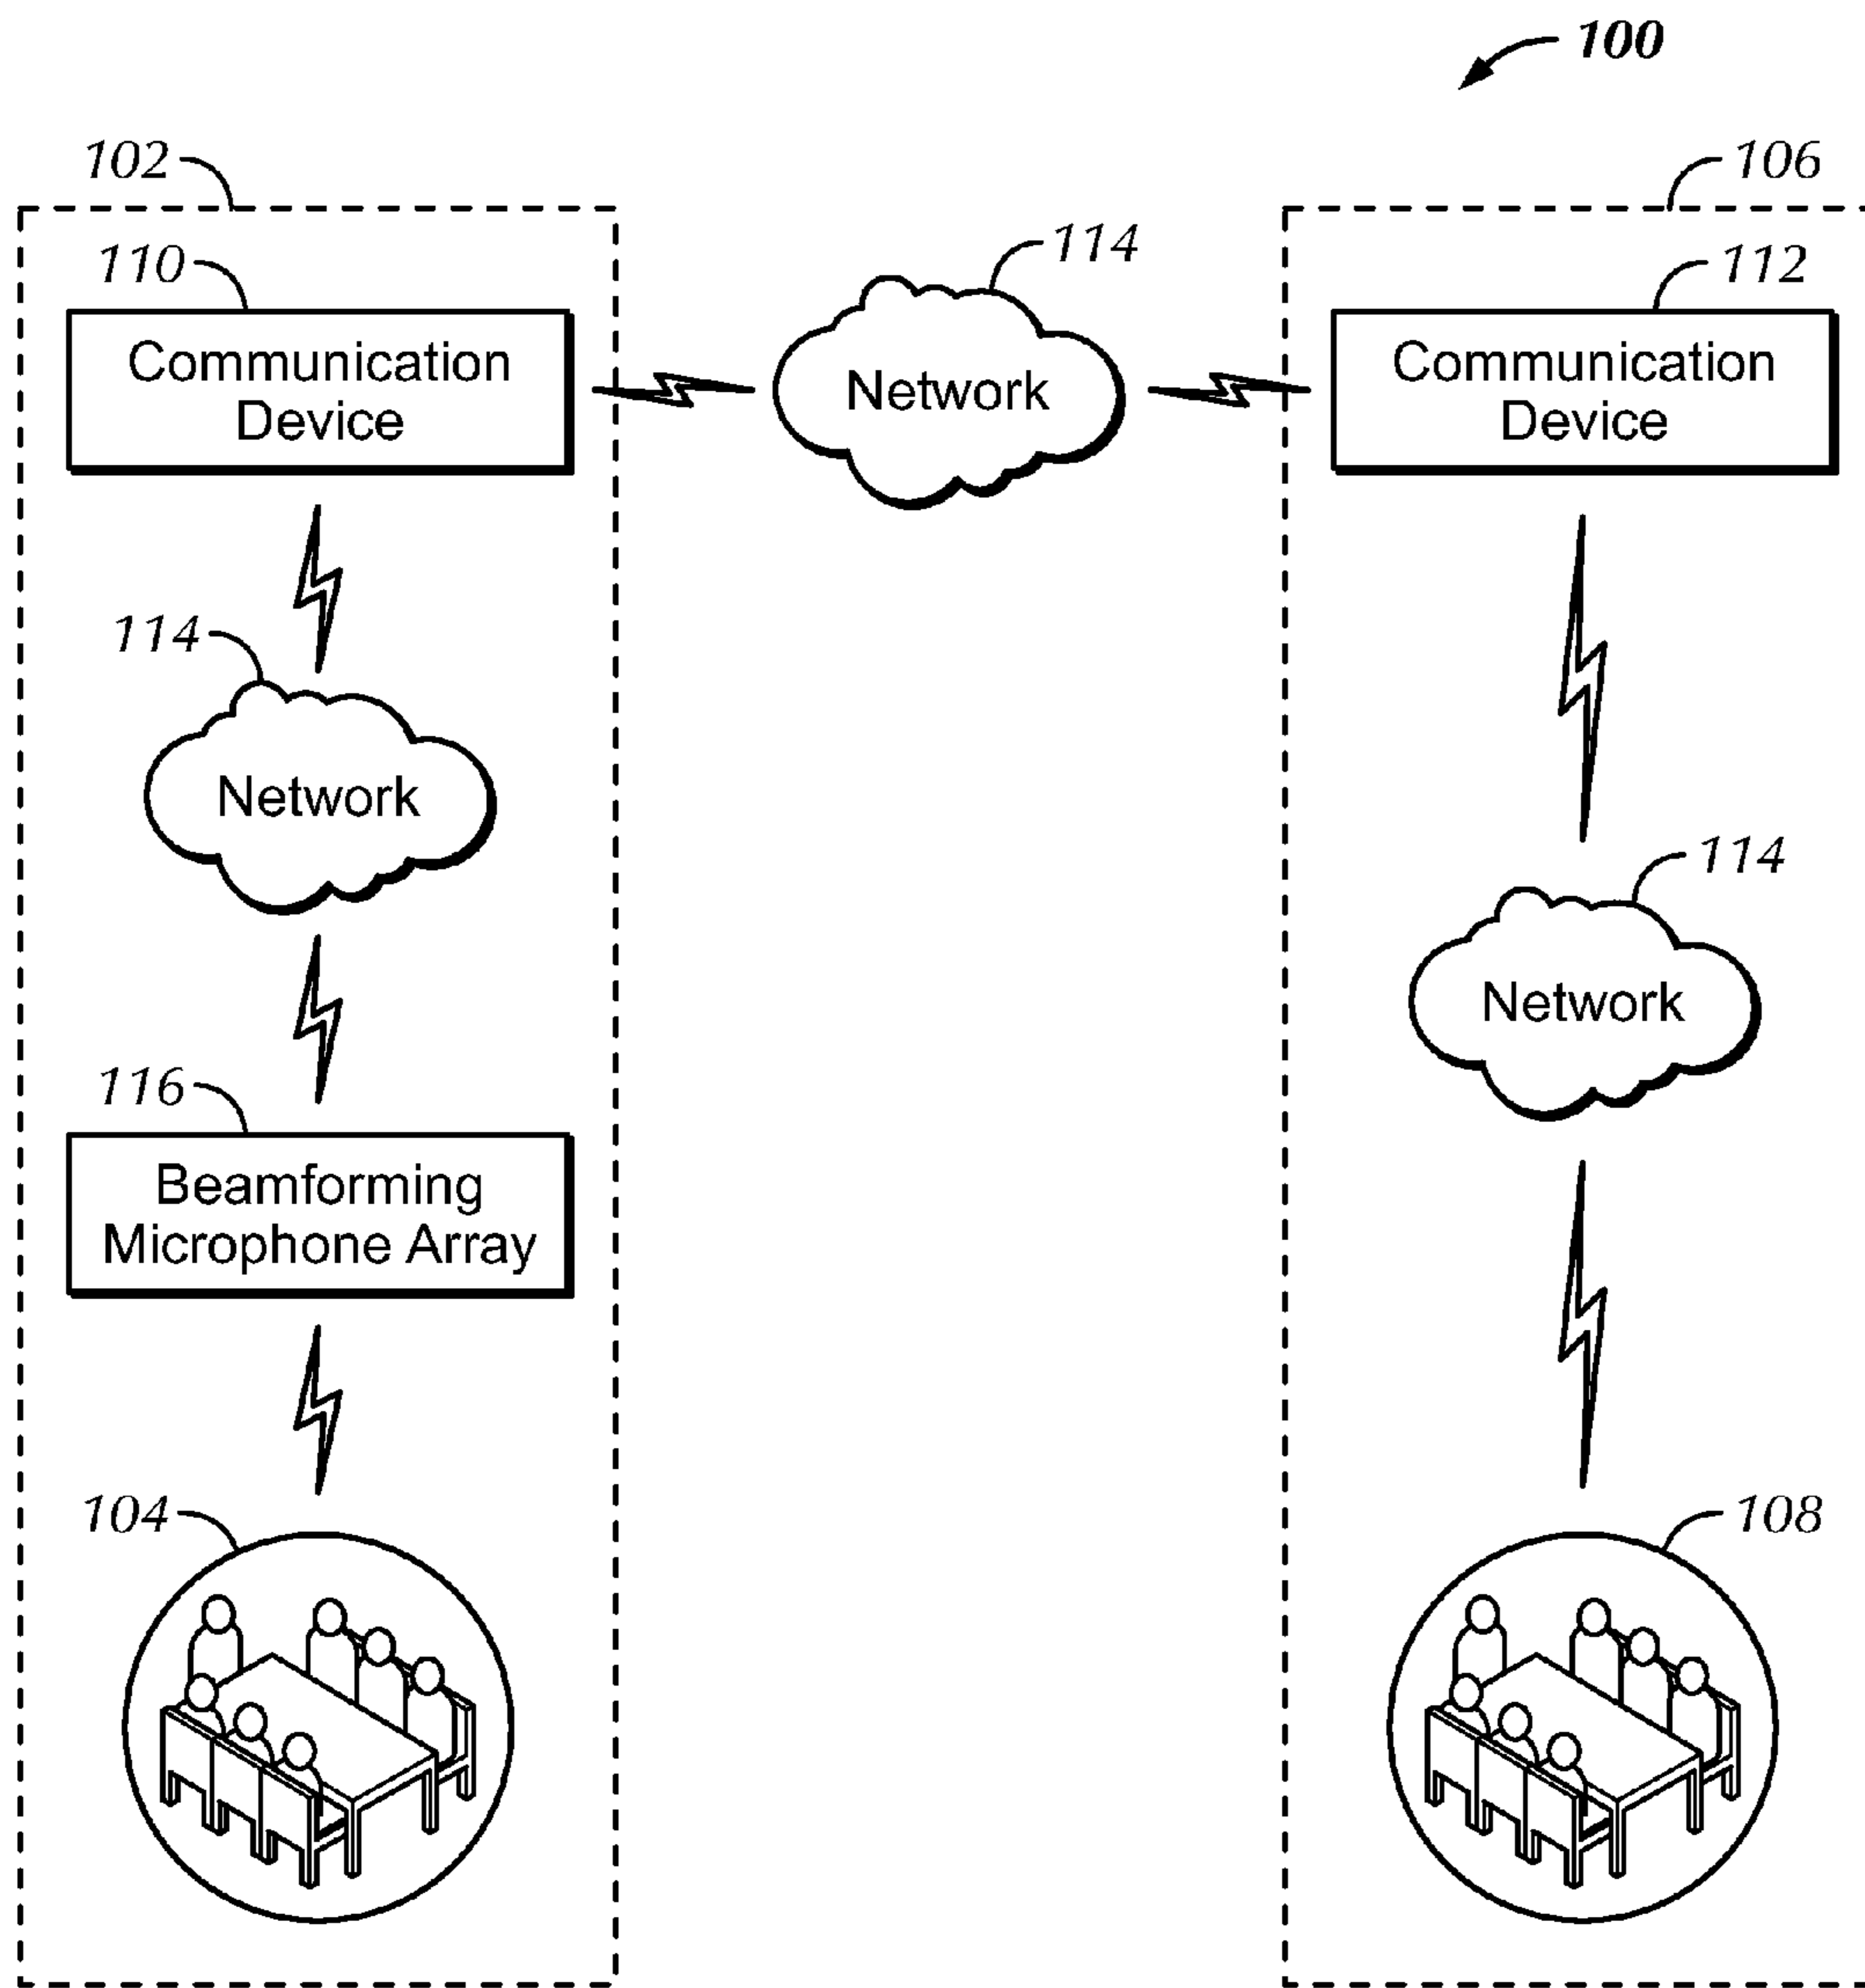 100
102
106
110
114
112
Communication
Device
Network
Communication
Device
114
Network
114
Network
116
Beamforming
Microphone Array
104
108